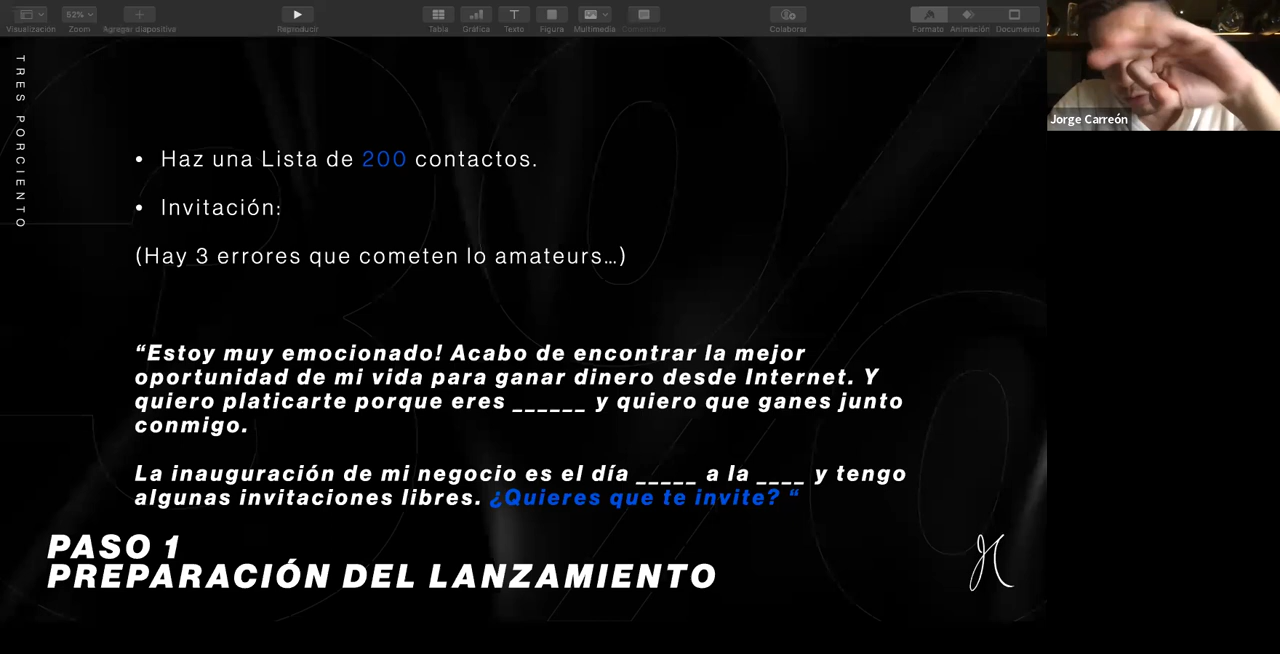 Visualización
52%
Zoom
Agregar diapositiva
Reproducir
Tabla
Gráfica
Texto
Figura
Multimedia
Comentario
Colaborar
Formato
Animación
Documento
TRES PORCIENTO
Jorge Carreón
• Haz una Lista de 200 contactos.
• Invitación:
(Hay 3 errores que cometen lo amateurs…)
“Estoy muy emocionado! Acabo de encontrar la mejor
oportunidad de mi vida para ganar dinero desde Internet. Y
quiero platicarte porque eres ______ y quiero que ganes junto
conmigo.
La inauguración de mi negocio es el día _____ a la ____ y tengo
algunas invitaciones libres. ¿Quieres que te invite? “
PASO 1
PREPARACIÓN DEL LANZAMIENTO